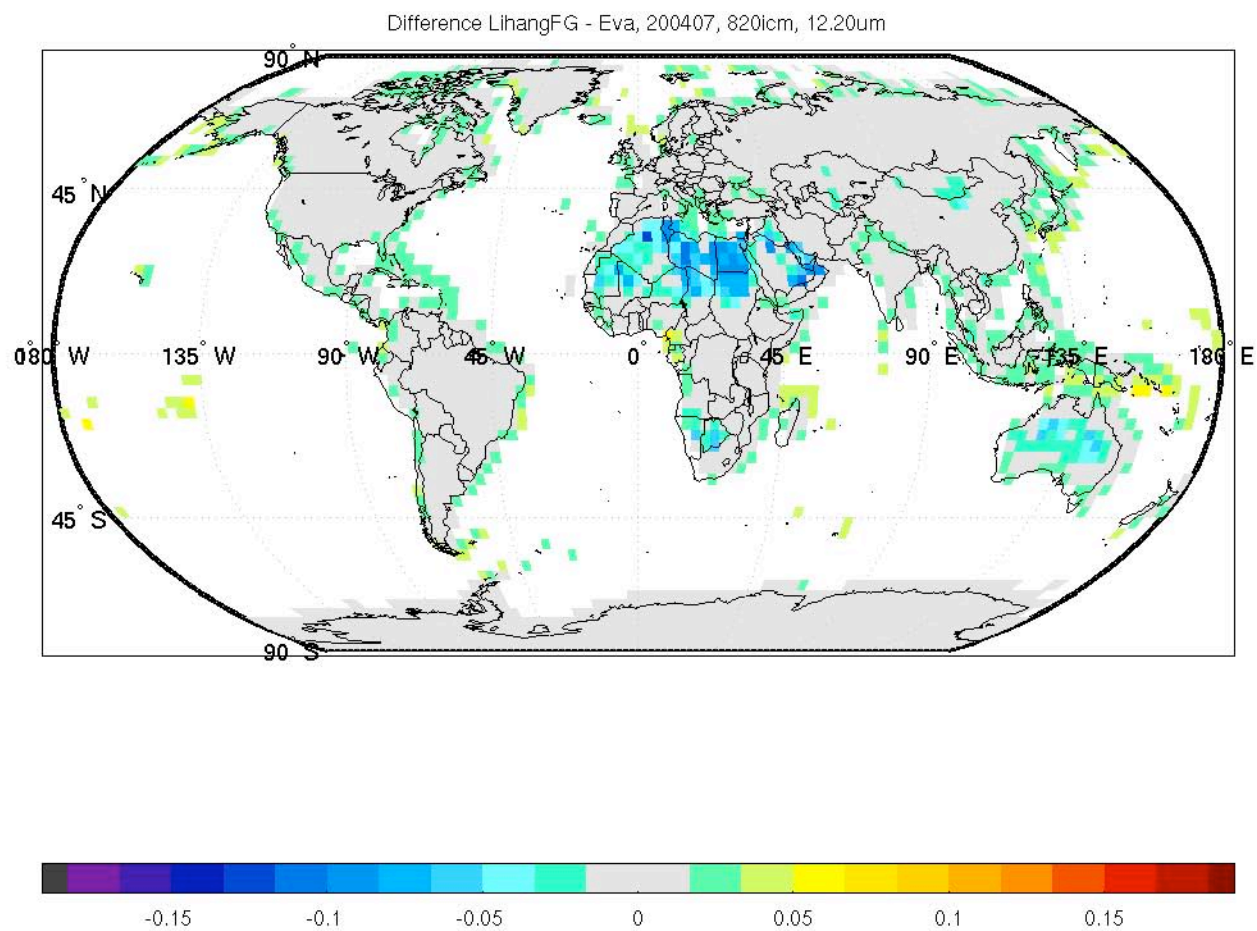 Difference LihangFG - Eva, 200407, 820icm, 12.20um
90° N
45° N
180° W 135° W 90° W 45° W 0° 45° E 90° E 135° E 180° E
45° S
90° S
-0.15 -0.1 -0.05 0 0.05 0.1 0.15